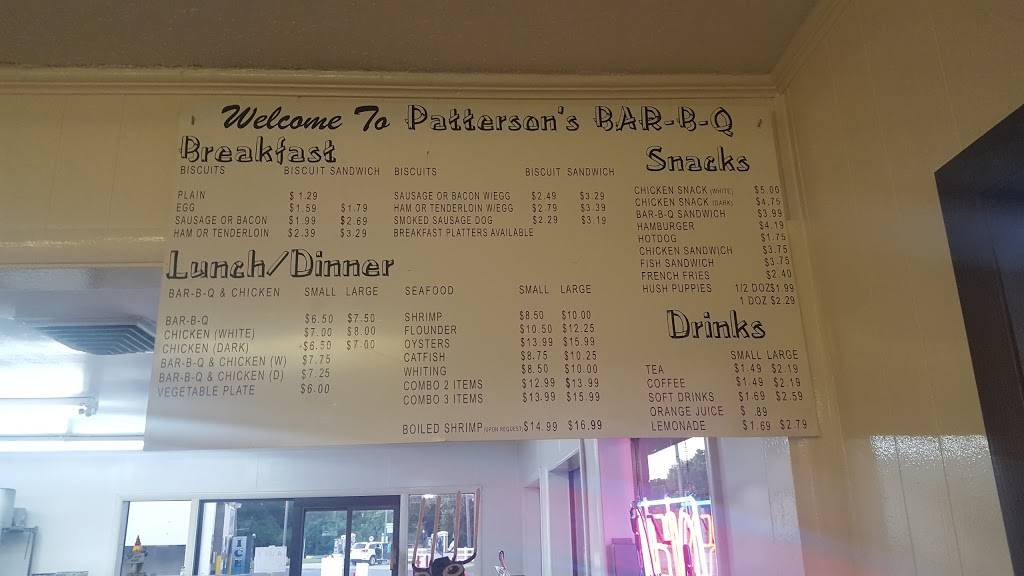 Welcome To Patterson's BAR-B-Q
Breakfast
BISCUITS BISCUIT SANDWICH
PLAIN $1.29
EGG $1.59 $1.79
SAUSAGE OR BACON $1.99 $2.69
HAM OR TENDERLOIN $2.39 $3.29
BISCUITS BISCUIT SANDWICH
SAUSAGE OR BACON W/EGG $2.49 $3.29
HAM OR TENDERLOIN W/EGG $2.79 $3.39
SMOKED SAUSAGE DOG $2.29 $3.19
BREAKFAST PLATTERS AVAILABLE
Snacks
CHICKEN SNACK (WHITE) $5.00
CHICKEN SNACK (DARK) $4.75
BAR-B-Q SANDWICH $3.99
HAMBURGER $4.19
HOTDOG $1.75
CHICKEN SANDWICH $3.75
FISH SANDWICH $3.75
FRENCH FRIES $2.40
HUSH PUPPIES 1/2 DOZ $1.99
1 DOZ $2.29
Lunch/Dinner
BAR-B-Q & CHICKEN SMALL LARGE
BAR-B-Q $6.50 $7.50
CHICKEN (WHITE) $7.00 $8.00
CHICKEN (DARK) $6.50 $7.00
BAR-B-Q & CHICKEN (W) $7.75
BAR-B-Q & CHICKEN (D) $7.25
VEGETABLE PLATE $6.00
SEAFOOD SMALL LARGE
SHRIMP $8.50 $10.00
FLOUNDER $10.50 $12.25
OYSTERS $13.99 $15.99
CATFISH $8.75 $10.25
WHITING $8.50 $10.00
COMBO 2 ITEMS $12.99 $13.99
COMBO 3 ITEMS $13.99 $15.99
BOILED SHRIMP (UPON REQUEST) $14.99 $16.99
Drinks
SMALL LARGE
TEA $1.49 $2.19
COFFEE $1.49 $2.19
SOFT DRINKS $1.69 $2.59
ORANGE JUICE $ .89
LEMONADE $1.69 $2.79